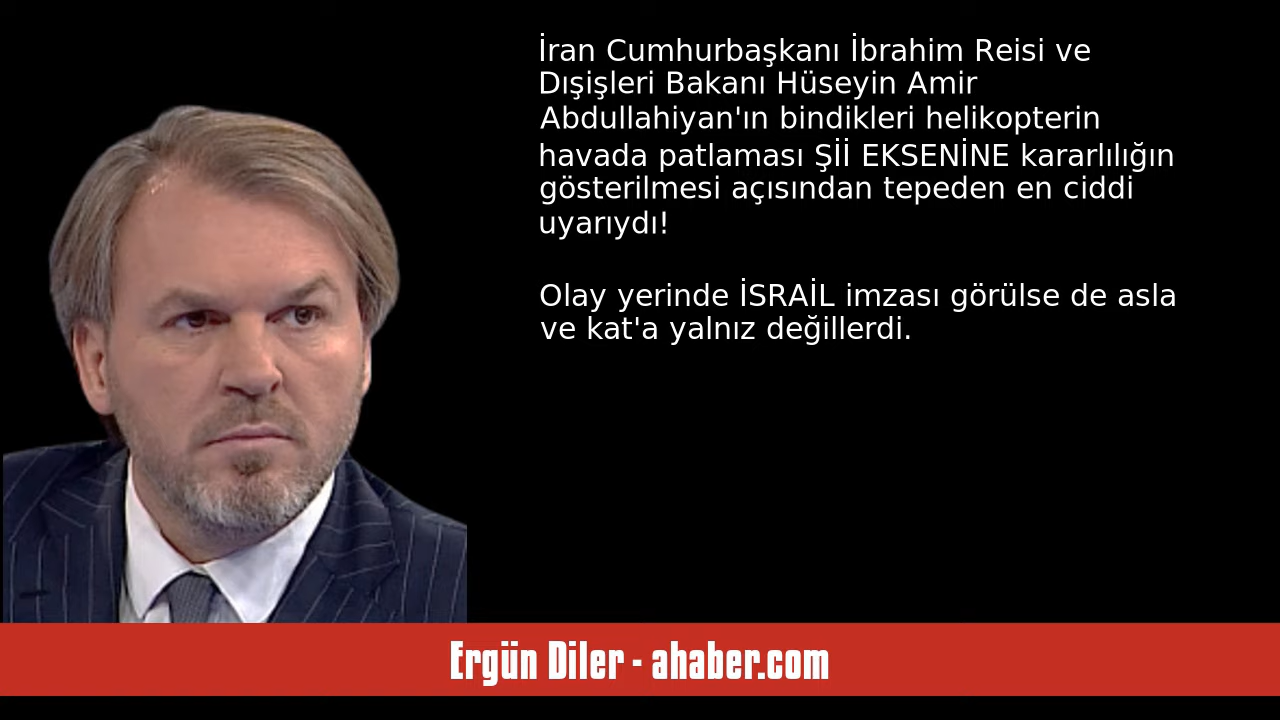 İran Cumhurbaşkanı İbrahim Reisi ve
Dışişleri Bakanı Hüseyin Amir
Abdullahiyan'ın bindikleri helikopterin
havada patlaması Şİİ EKSENİNE kararlılığın
gösterilmesi açısından tepeden en ciddi
uyarıydı!
Olay yerinde İSRAİL imzası görülse de asla
ve kat'a yalnız değillerdi.
Ergün Diler - ahaber.com